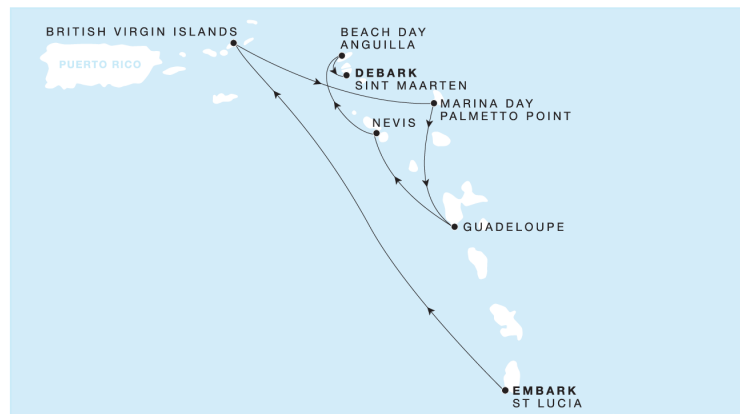 BRITISH VIRGIN ISLANDS
BEACH DAY
ANGUILLA
PUERTO RICO
DEBARK
SINT MAARTEN
MARINA DAY
PALMETTO POINT
NEVIS
GUADELOUPE
EMBARK
ST LUCIA